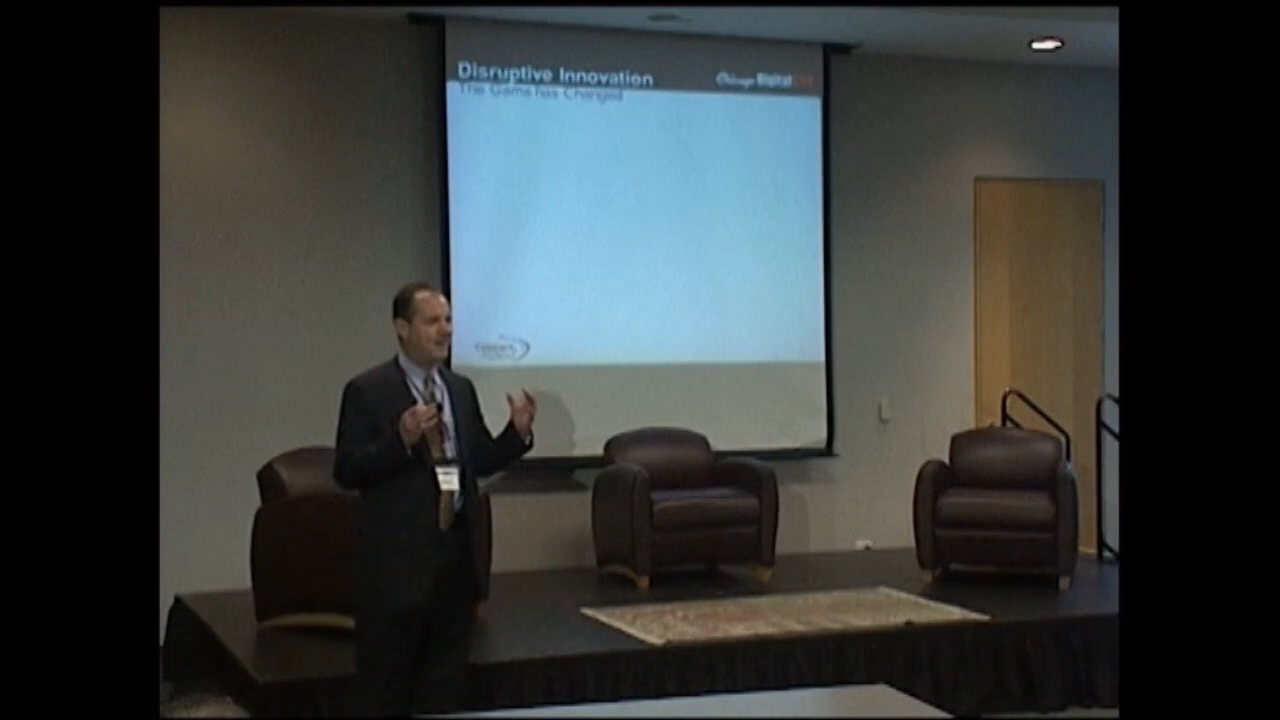 Disruptive Innovation
Chicago Digital
The Game has Changed